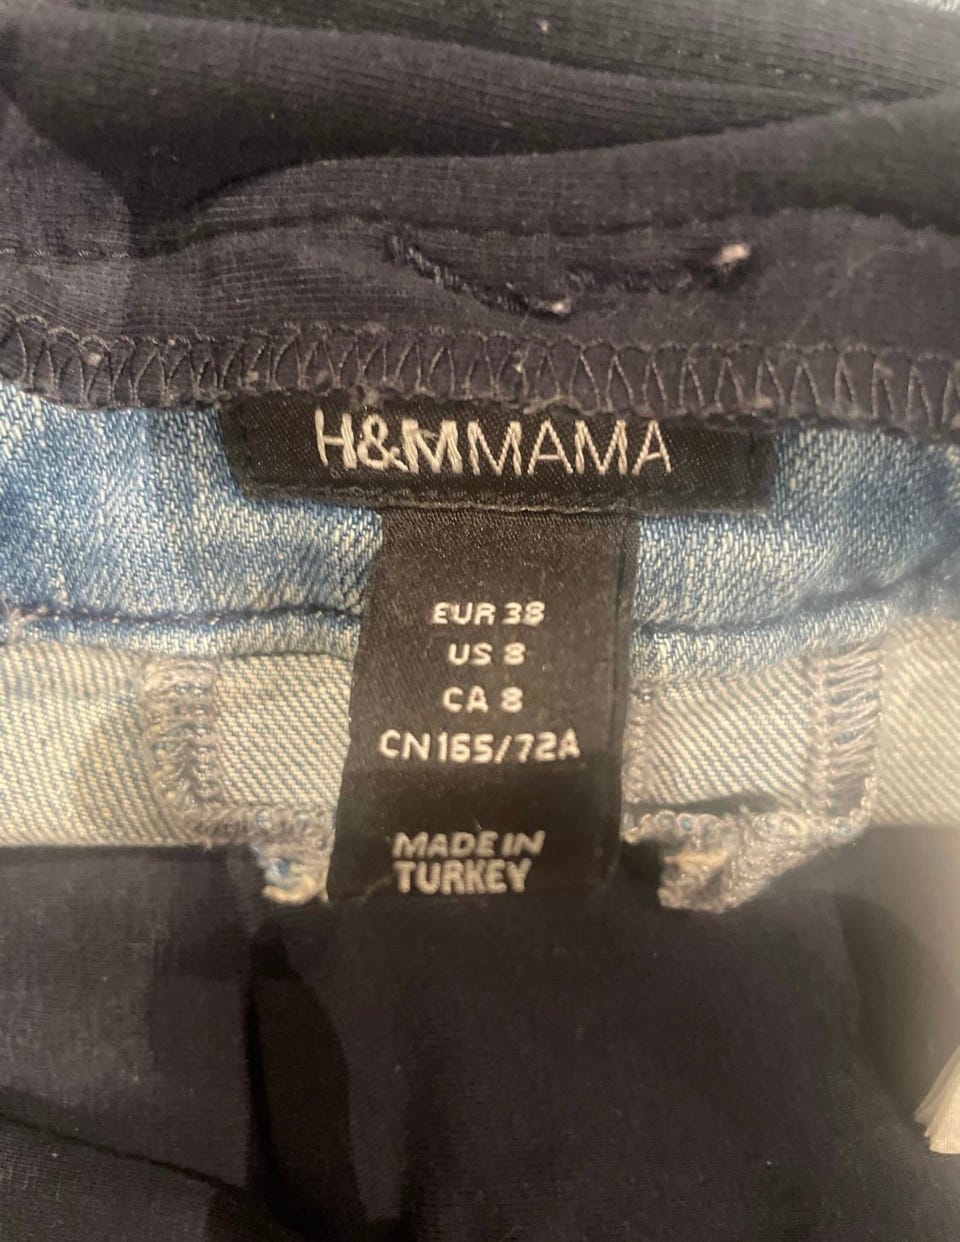 H&MMAMA
EUR 38
US 8
CA 8
CN165/72A
MADE IN
TURKEY